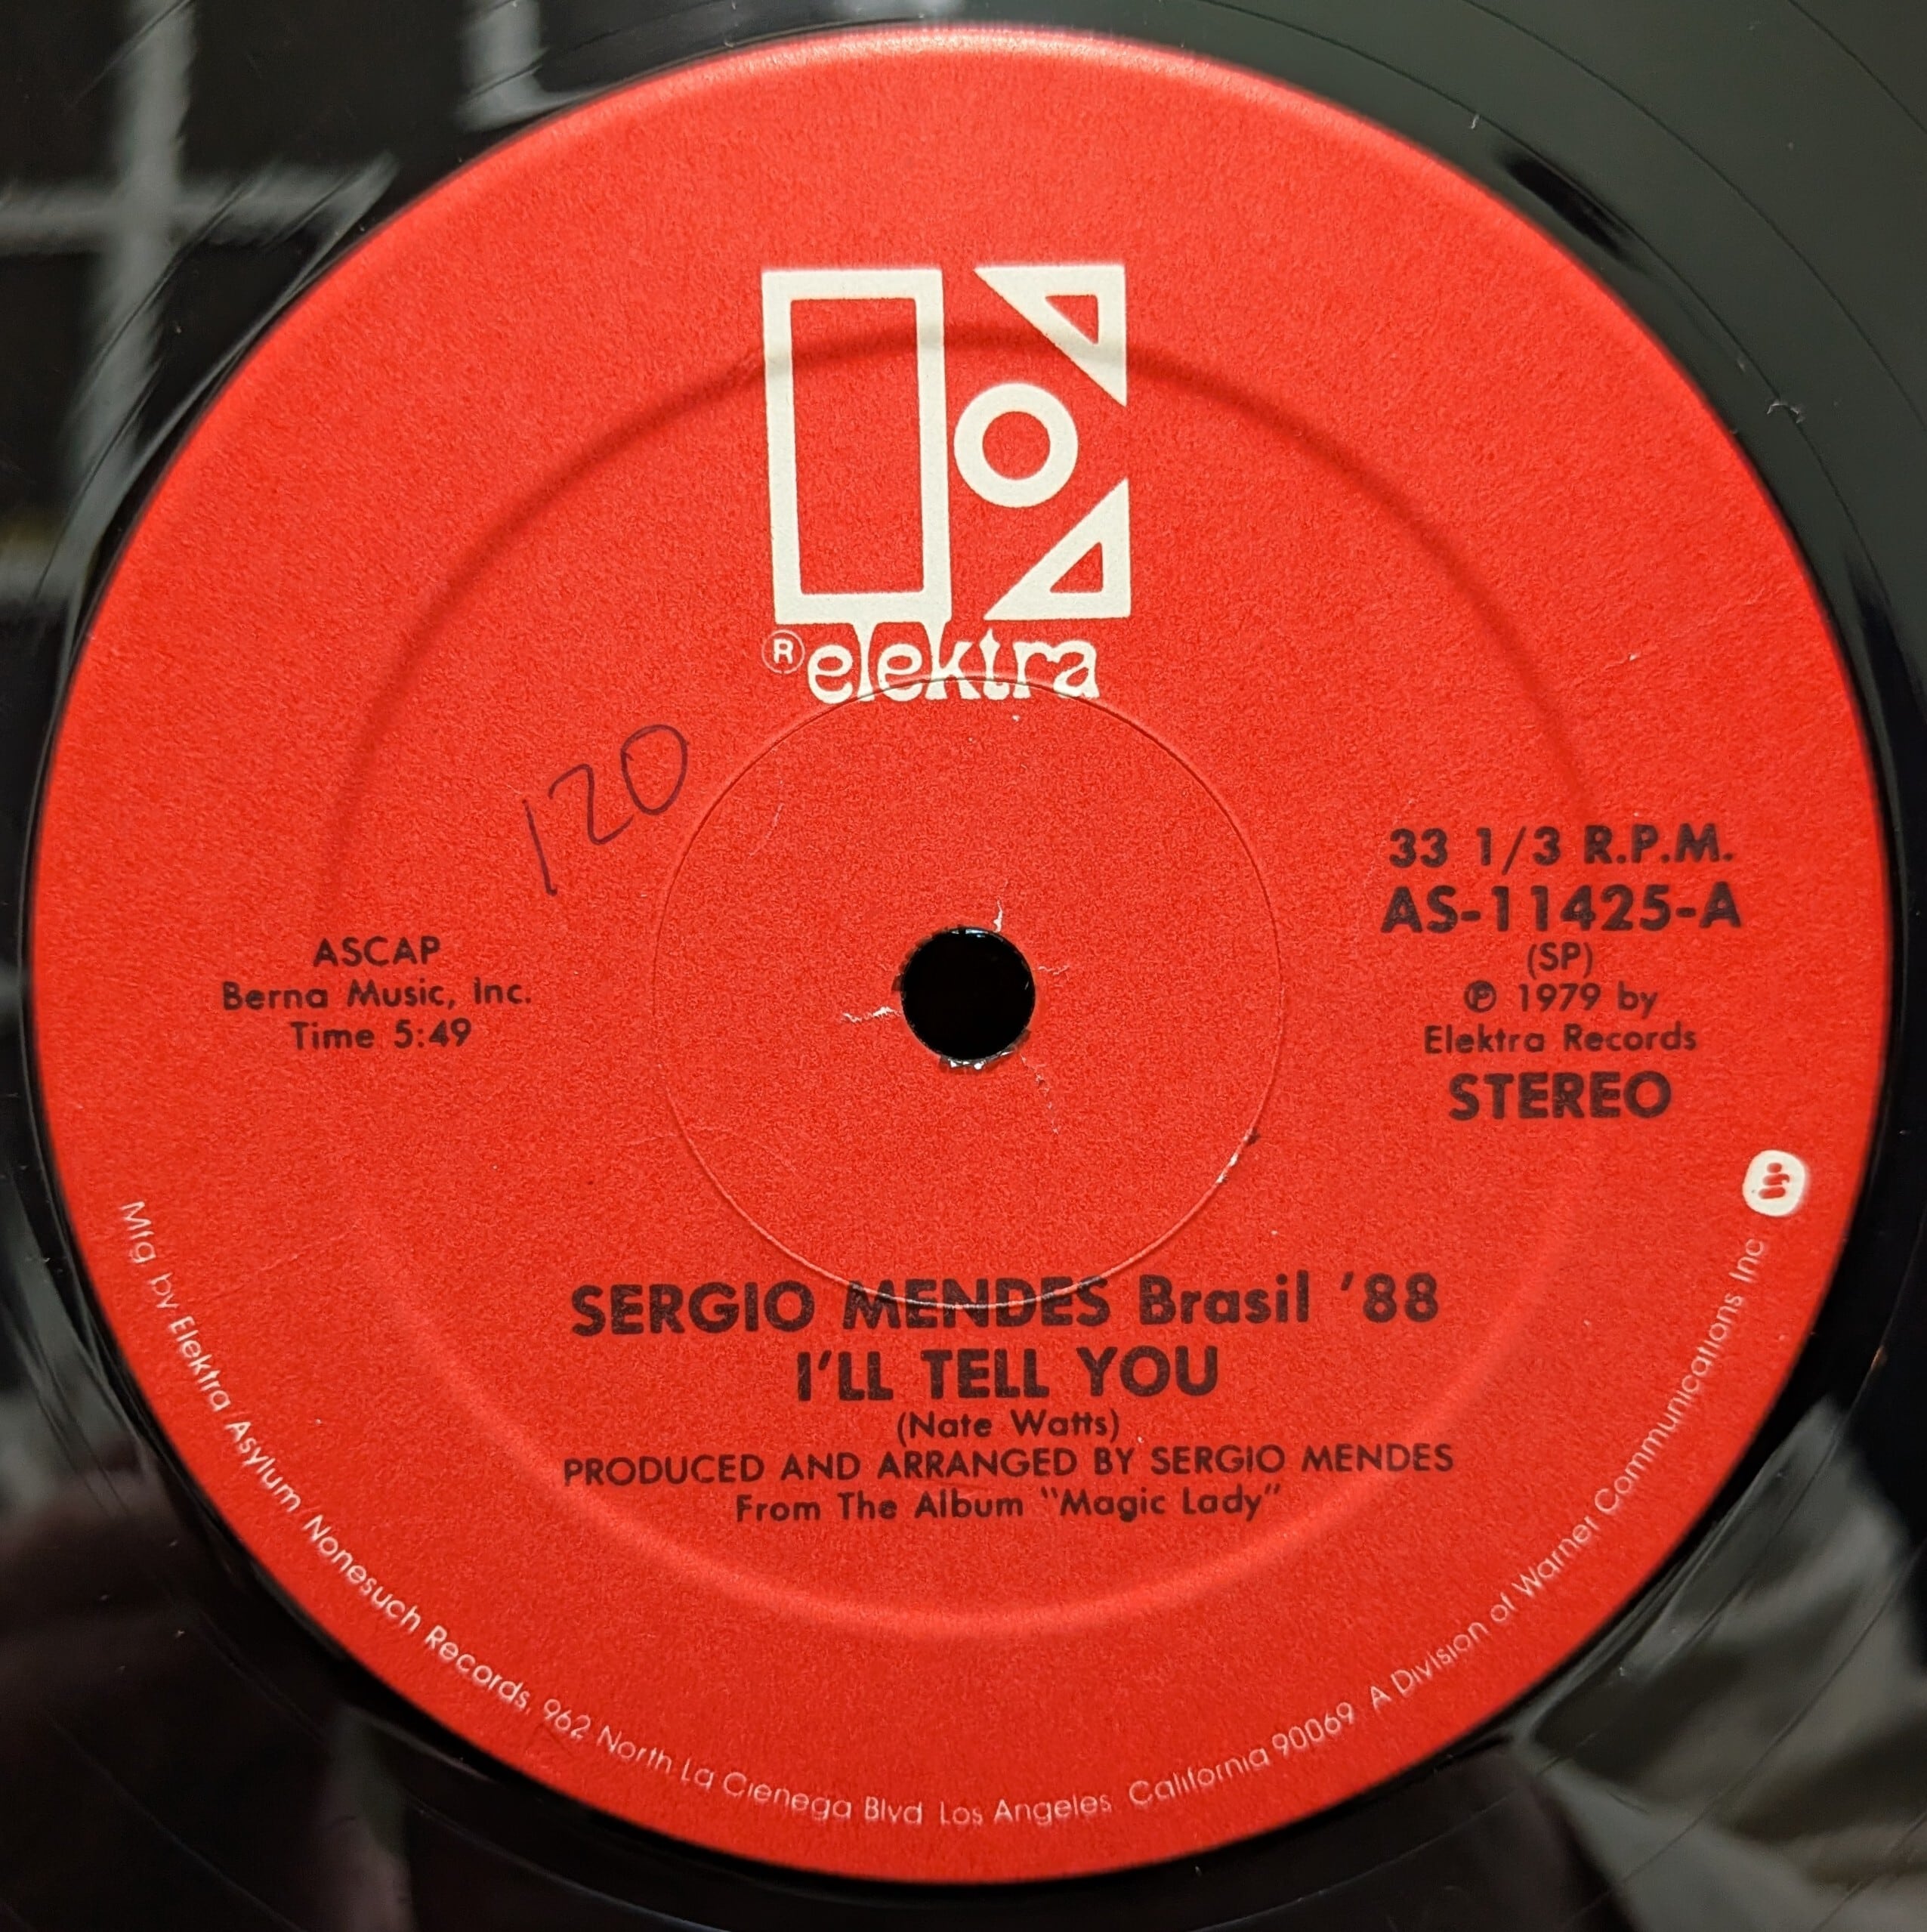 ® elektra
120
ASCAP
Berna Music, Inc.
Time 5:49
33 1/3 R.P.M.
AS-11425-A
(SP)
℗ 1979 by
Elektra Records
STEREO
SERGIO MENDES Brasil '88
I'LL TELL YOU
(Nate Watts)
PRODUCED AND ARRANGED BY SERGIO MENDES
From The Album "Magic Lady"
Mfg by Elektra Asylum Nonesuch Records, 962 North La Cienega Blvd Los Angeles California 90069 A Division of Warner Communications Inc